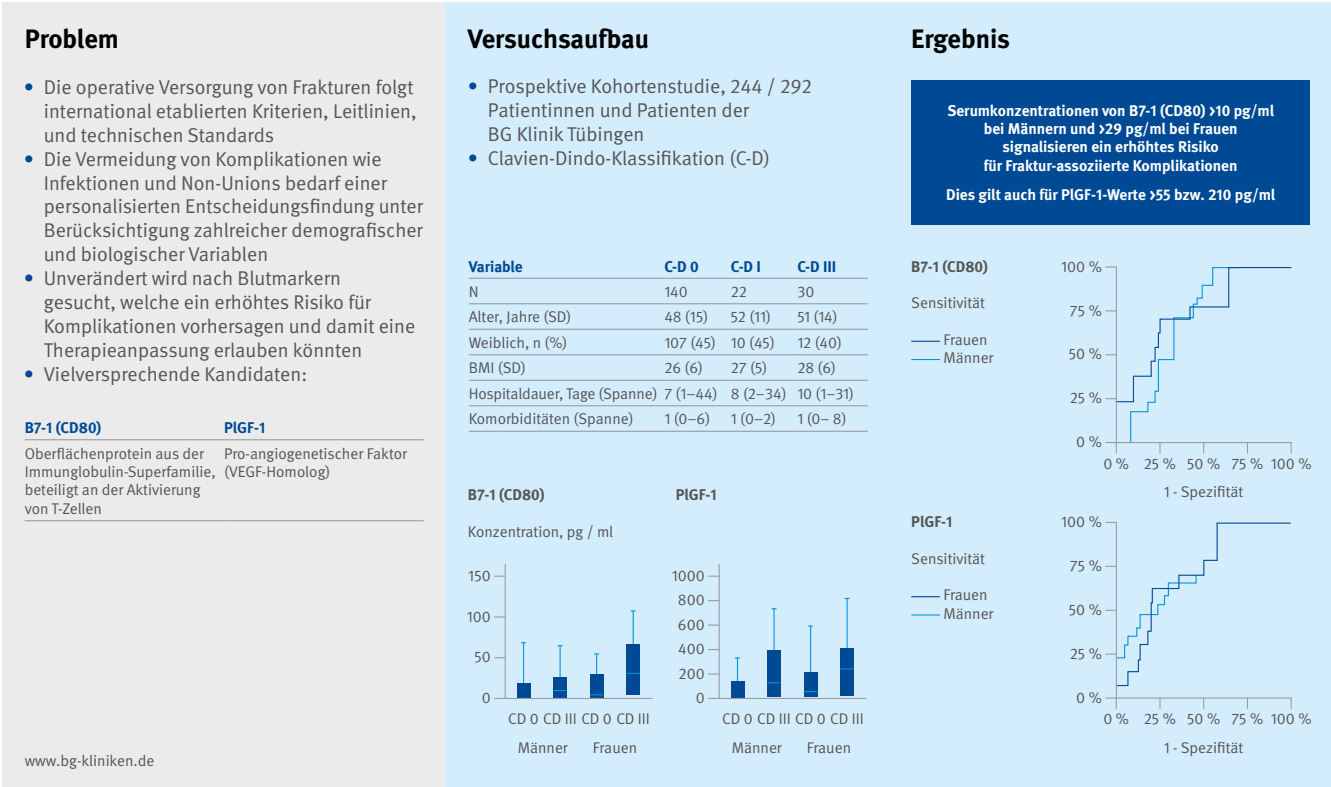 Problem
• Die operative Versorgung von Frakturen folgt
international etablierten Kriterien, Leitlinien,
und technischen Standards
• Die Vermeidung von Komplikationen wie
Infektionen und Non-Unions bedarf einer
personalisierten Entscheidungsfindung unter
Berücksichtigung zahlreicher demografischer
und biologischer Variablen
• Unverändert wird nach Blutmarkern
gesucht, welche ein erhöhtes Risiko für
Komplikationen vorhersagen und damit eine
Therapieanpassung erlauben könnten
• Vielversprechende Kandidaten:
B7-1 (CD80) PlGF-1
Oberflächenprotein aus der Pro-angiogenetischer Faktor
Immunglobulin-Superfamilie, (VEGF-Homolog)
beteiligt an der Aktivierung
von T-Zellen
www.bg-kliniken.de
Versuchsaufbau
• Prospektive Kohortenstudie, 244 / 292
Patientinnen und Patienten der
BG Klinik Tübingen
• Clavien-Dindo-Klassifikation (C-D)
Variable C-D 0 C-D I C-D III
N 140 22 30
Alter, Jahre (SD) 48 (15) 52 (11) 51 (14)
Weiblich, n (%) 107 (45) 10 (45) 12 (40)
BMI (SD) 26 (6) 27 (5) 28 (6)
Hospitaldauer, Tage (Spanne) 7 (1–44) 8 (2–34) 10 (1–31)
Komorbiditäten (Spanne) 1 (0–6) 1 (0–2) 1 (0– 8)
B7-1 (CD80) PlGF-1
Konzentration, pg / ml
150
100
50
0
CD 0 CD III CD 0 CD III
Männer Frauen
1000
800
600
400
200
0
CD 0 CD III CD 0 CD III
Männer Frauen
Ergebnis
Serumkonzentrationen von B7-1 (CD80) >10 pg/ml
bei Männern und >29 pg/ml bei Frauen
signalisieren ein erhöhtes Risiko
für Fraktur-assoziierte Komplikationen
Dies gilt auch für PlGF-1-Werte >55 bzw. 210 pg/ml
B7-1 (CD80)
Sensitivität
Frauen
Männer
100 %
75 %
50 %
25 %
0 %
0 % 25 % 50 % 75 % 100 %
1 - Spezifität
PlGF-1
Sensitivität
Frauen
Männer
100 %
75 %
50 %
25 %
0 %
0 % 25 % 50 % 75 % 100 %
1 - Spezifität